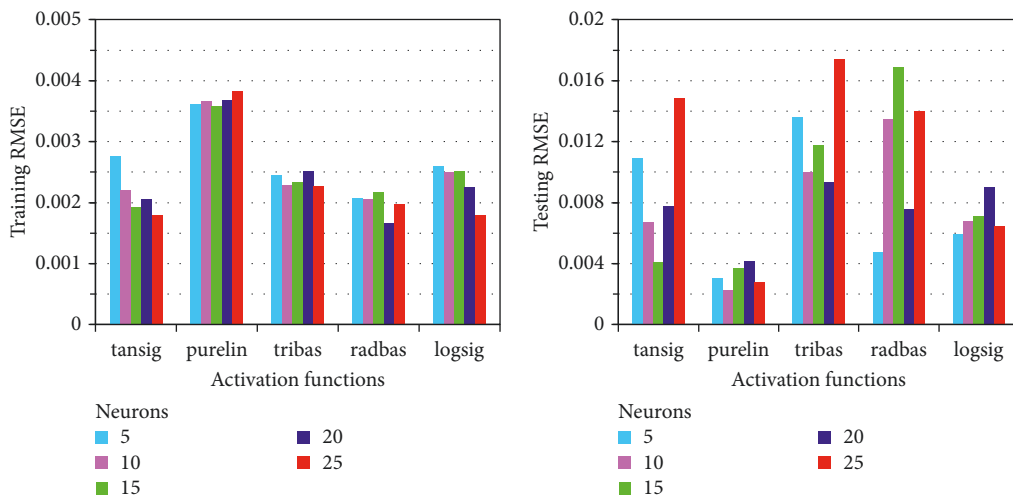 Training RMSE
0.005
0.004
0.003
0.002
0.001
0
tansig purelin tribas radbas logsig
Activation functions
Neurons
5 20
10 25
15
Testing RMSE
0.02
0.016
0.012
0.008
0.004
0
tansig purelin tribas radbas logsig
Activation functions
Neurons
5 20
10 25
15